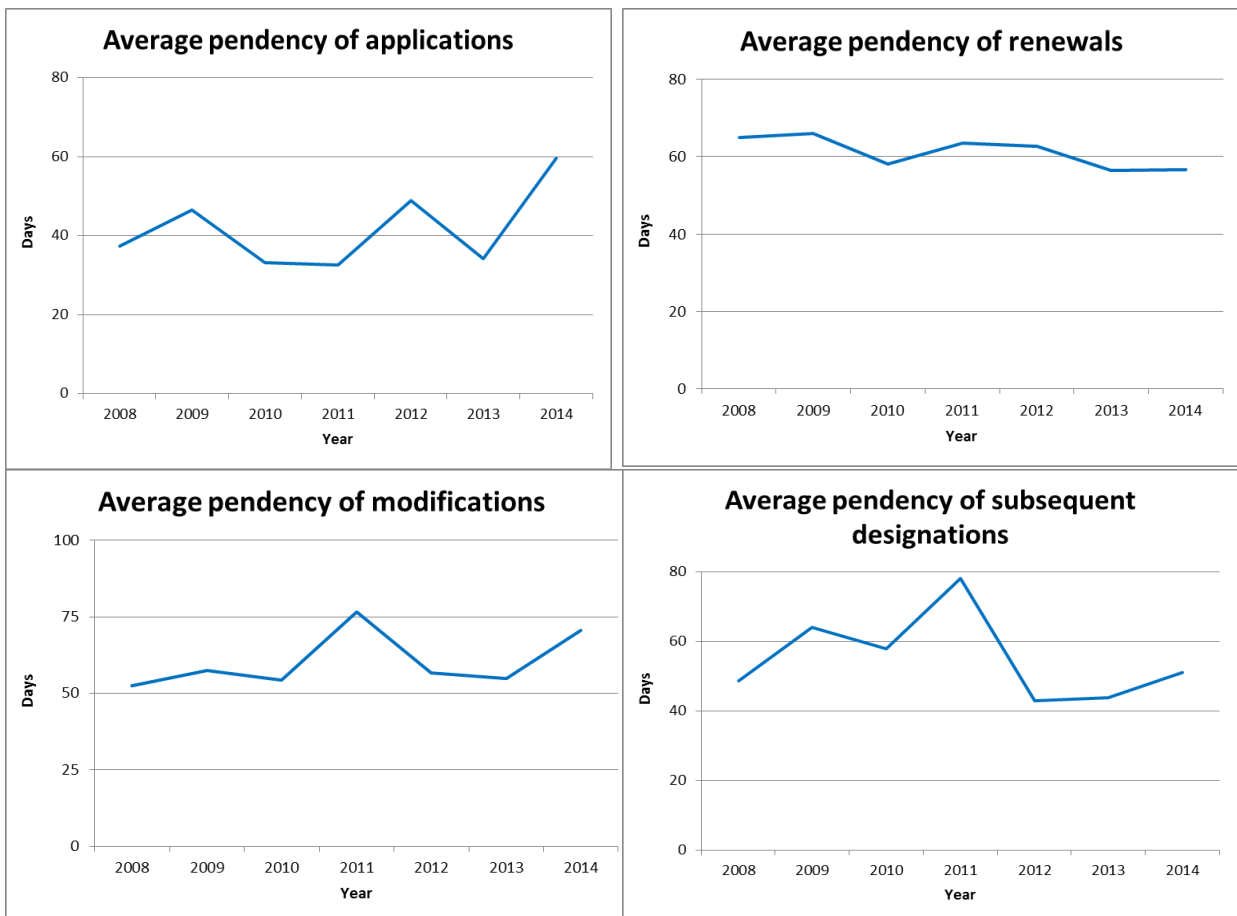 Average pendency of applications
80
60
40
20
0
Days
2008 2009 2010 2011 2012 2013 2014
Year
Average pendency of renewals
80
60
40
20
0
Days
2008 2009 2010 2011 2012 2013 2014
Year
Average pendency of modifications
100
75
50
25
0
Days
2008 2009 2010 2011 2012 2013 2014
Year
Average pendency of subsequent
designations
80
60
40
20
0
Days
2008 2009 2010 2011 2012 2013 2014
Year